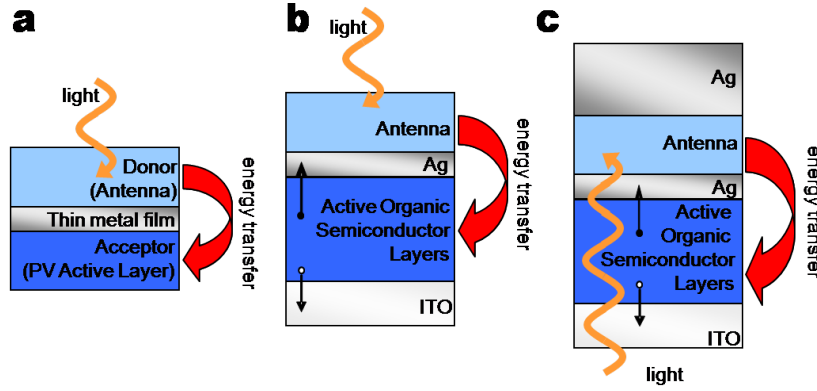 a
light
Donor
(Antenna)
Thin metal film
Acceptor
(PV Active Layer)
energy transfer
b
light
Antenna
Ag
Active Organic
Semiconductor
Layers
ITO
energy transfer
c
Ag
Antenna
Ag
Active
Organic
Semiconductor
Layers
ITO
energy transfer
light